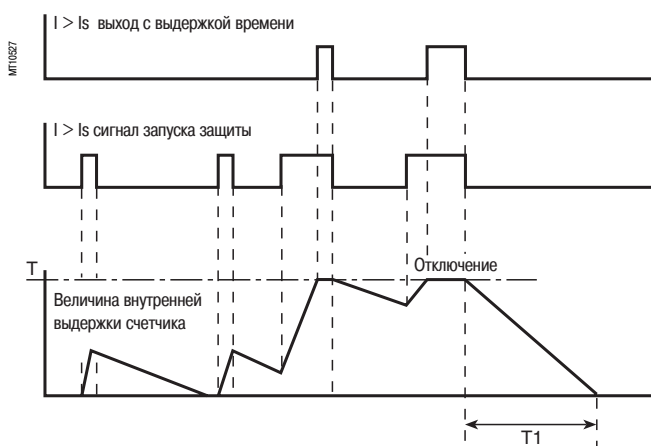 I > Is выход с выдержкой времени
MT10527
I > Is сигнал запуска защиты
T
Отключение
Величина внутренней
выдержки счетчика
T1